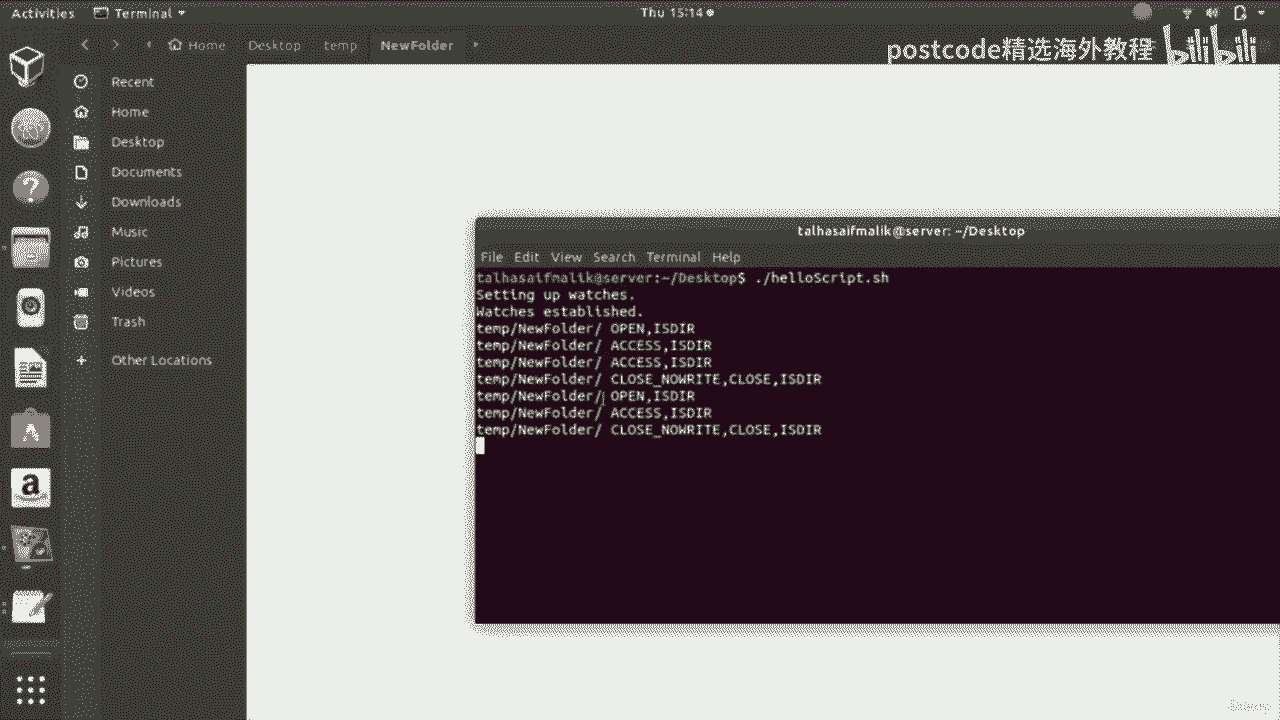 Activities Terminal Thu 15:14
Home Desktop temp NewFolder
postcode精选海外教程 bilibili
Recent
Home
Desktop
Documents
Downloads
Music
Pictures
Videos
Trash
Other Locations
talhasaifmalik@server: ~/Desktop
File Edit View Search Terminal Help
talhasaifmalik@server:~/Desktop$ ./helloScript.sh
Setting up watches.
Watches established.
temp/NewFolder/ OPEN,ISDIR
temp/NewFolder/ ACCESS,ISDIR
temp/NewFolder/ ACCESS,ISDIR
temp/NewFolder/ CLOSE_NOWRITE,CLOSE,ISDIR
temp/NewFolder/ OPEN,ISDIR
temp/NewFolder/ ACCESS,ISDIR
temp/NewFolder/ CLOSE_NOWRITE,CLOSE,ISDIR